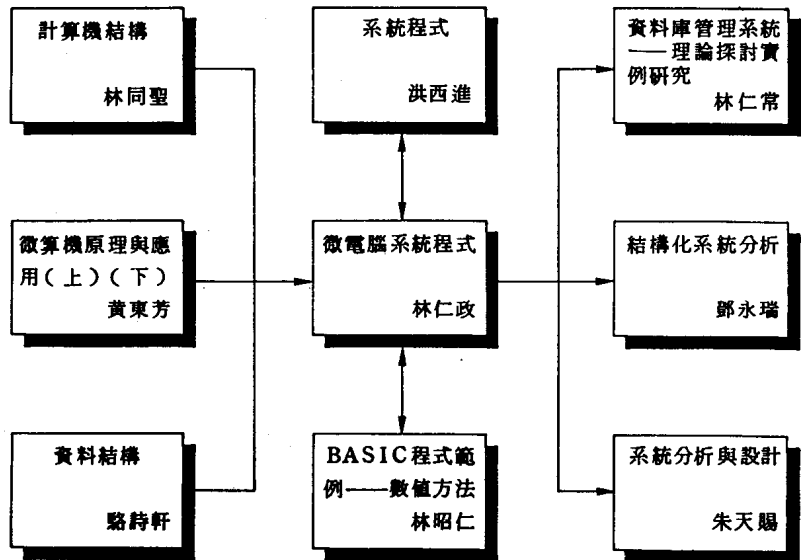 計算機結構
林同聖
系統程式
洪西進
資料庫管理系統
——理論探討實
例研究
林仁常
微算機原理與應
用(上)(下)
黃東芳
微電腦系統程式
林仁政
結構化系統分析
鄧永瑞
資料結構
駱詩軒
BASIC程式範
例——數值方法
林昭仁
系統分析與設計
朱天賜